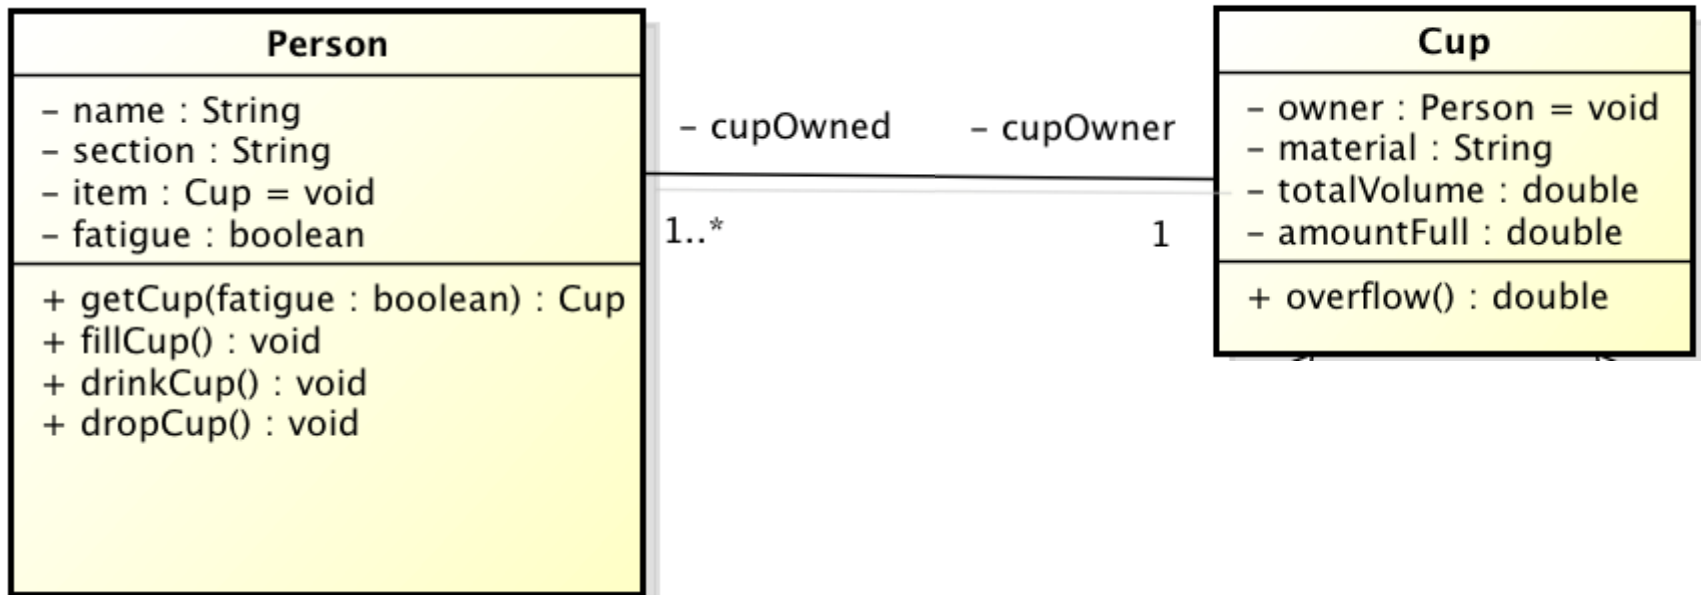 Person
– name : String
– section : String
– item : Cup = void
– fatigue : boolean
+ getCup(fatigue : boolean) : Cup
+ fillCup() : void
+ drinkCup() : void
+ dropCup() : void
– cupOwned
– cupOwner
1..*
1
Cup
– owner : Person = void
– material : String
– totalVolume : double
– amountFull : double
+ overflow() : double